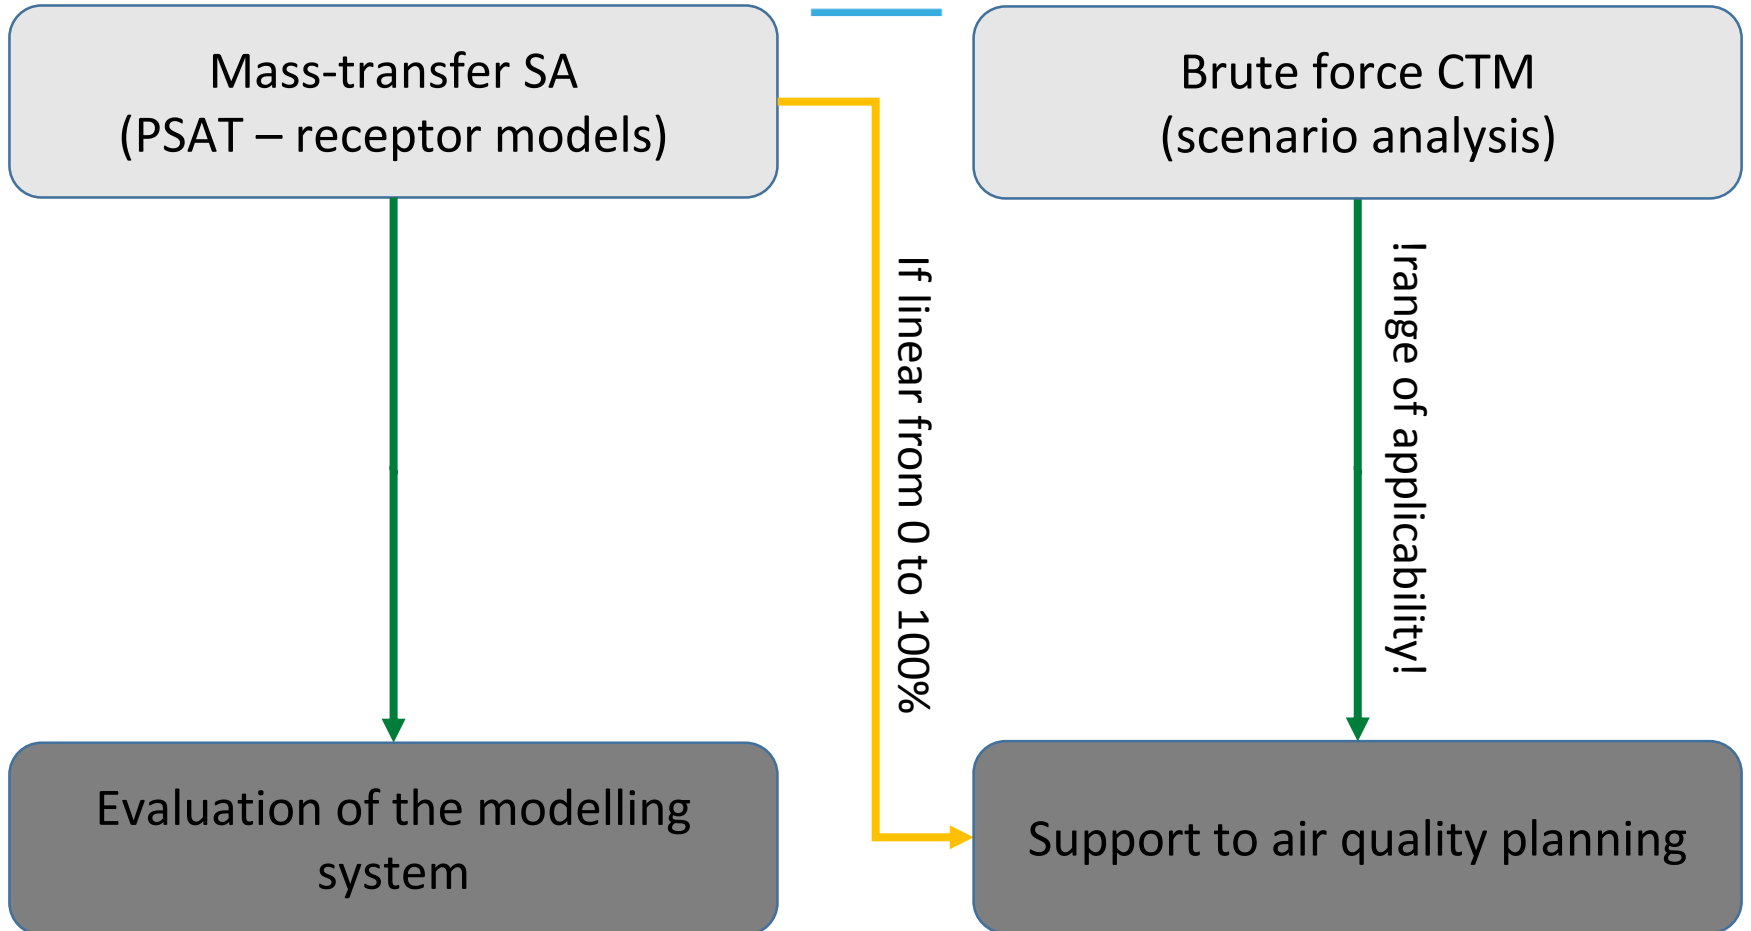 Mass-transfer SA
(PSAT – receptor models)
Brute force CTM
(scenario analysis)
If linear from 0 to 100%
!range of applicability!
Evaluation of the modelling
system
Support to air quality planning